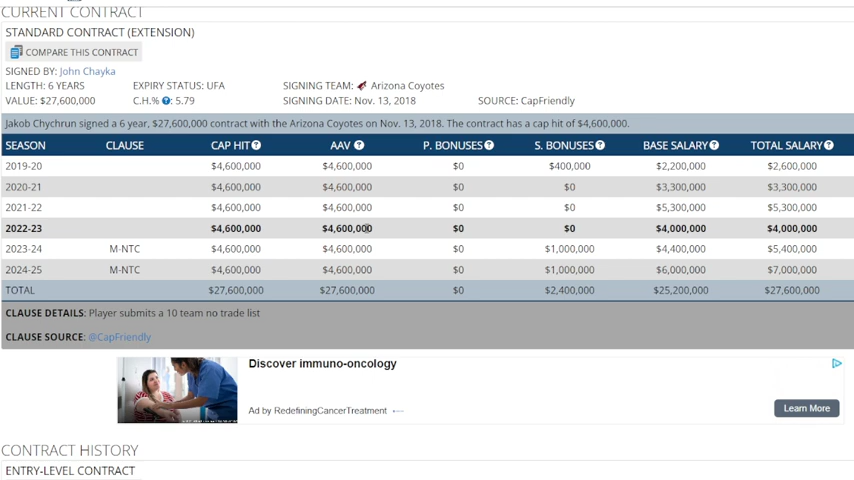 CURRENT CONTRACT
STANDARD CONTRACT (EXTENSION)
COMPARE THIS CONTRACT
SIGNED BY: John Chayka
LENGTH: 6 YEARS EXPIRY STATUS: UFA SIGNING TEAM: Arizona Coyotes
VALUE: $27,600,000 C.H.% ?: 5.79 SIGNING DATE: Nov. 13, 2018 SOURCE: CapFriendly
Jakob Chychrun signed a 6 year, $27,600,000 contract with the Arizona Coyotes on Nov. 13, 2018. The contract has a cap hit of $4,600,000.
SEASON CLAUSE CAP HIT ? AAV ? P. BONUSES ? S. BONUSES ? BASE SALARY ? TOTAL SALARY ?
2019-20 $4,600,000 $4,600,000 $0 $400,000 $2,200,000 $2,600,000
2020-21 $4,600,000 $4,600,000 $0 $0 $3,300,000 $3,300,000
2021-22 $4,600,000 $4,600,000 $0 $0 $5,300,000 $5,300,000
2022-23 $4,600,000 $4,600,000 $0 $0 $4,000,000 $4,000,000
2023-24 M-NTC $4,600,000 $4,600,000 $0 $1,000,000 $4,400,000 $5,400,000
2024-25 M-NTC $4,600,000 $4,600,000 $0 $1,000,000 $6,000,000 $7,000,000
TOTAL $27,600,000 $27,600,000 $0 $2,400,000 $25,200,000 $27,600,000
CLAUSE DETAILS: Player submits a 10 team no trade list
CLAUSE SOURCE: @CapFriendly
Discover immuno-oncology
Ad by RedefiningCancerTreatment
Learn More
CONTRACT HISTORY
ENTRY-LEVEL CONTRACT